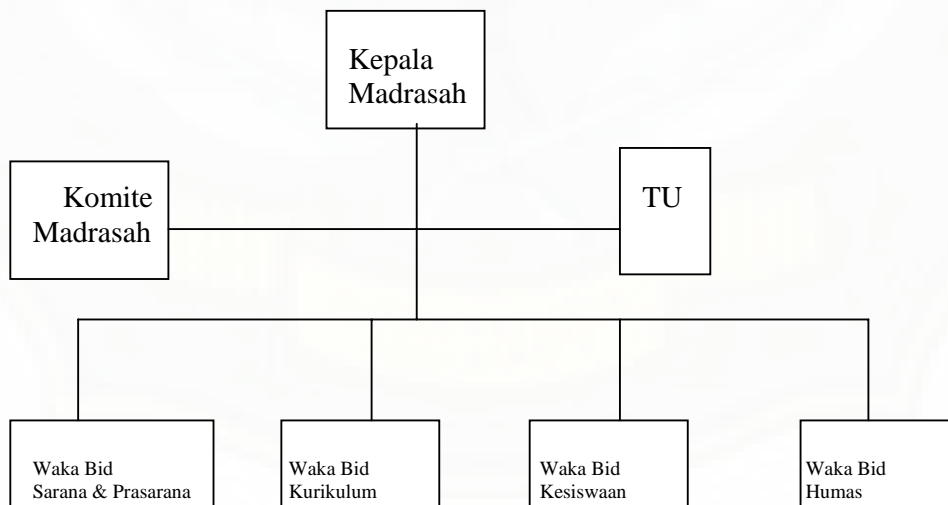 Kepala
Madrasah
Komite
Madrasah
TU
Waka Bid
Sarana & Prasarana
Waka Bid
Kurikulum
Waka Bid
Kesiswaan
Waka Bid
Humas